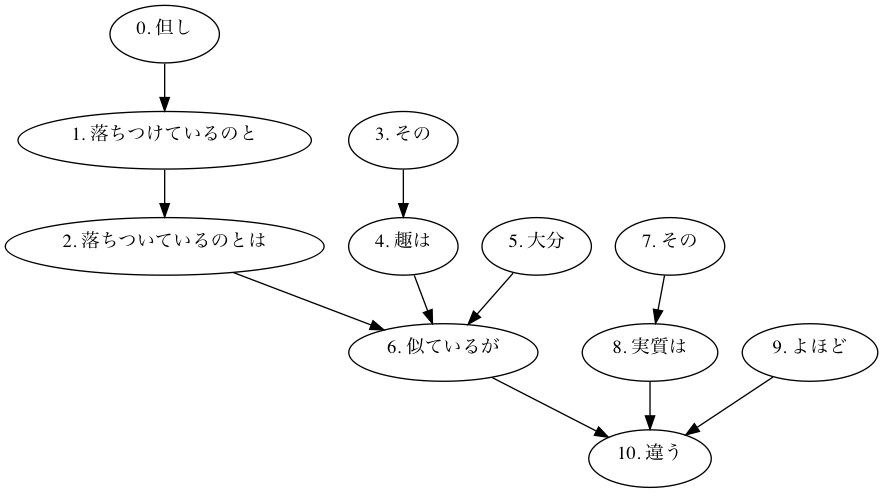 0. 但し
1. 落ちつけているのと
3. その
2. 落ちついているのとは
4. 趣は
5. 大分
7. その
6. 似ているが
8. 実質は
9. よほど
10. 違う